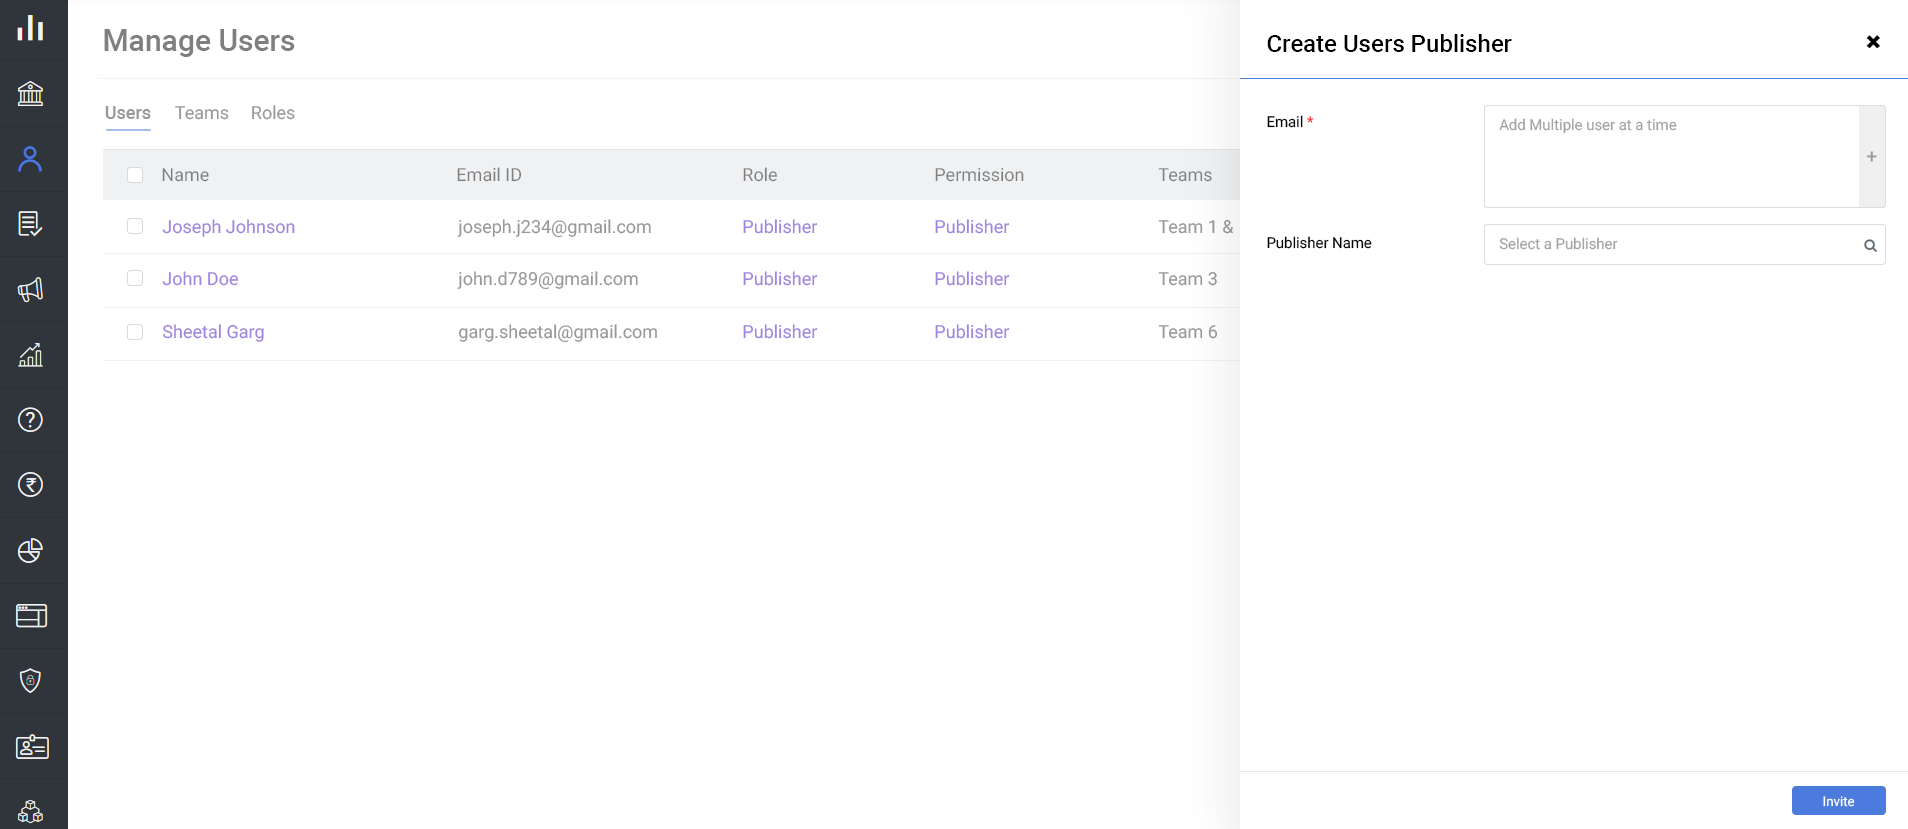 Manage Users
Users Teams Roles
Name Email ID Role Permission Teams
Joseph Johnson joseph.j234@gmail.com Publisher Publisher Team 1 &
John Doe john.d789@gmail.com Publisher Publisher Team 3
Sheetal Garg garg.sheetal@gmail.com Publisher Publisher Team 6
Create Users Publisher
Email *
Add Multiple user at a time
+
Publisher Name
Select a Publisher
Invite